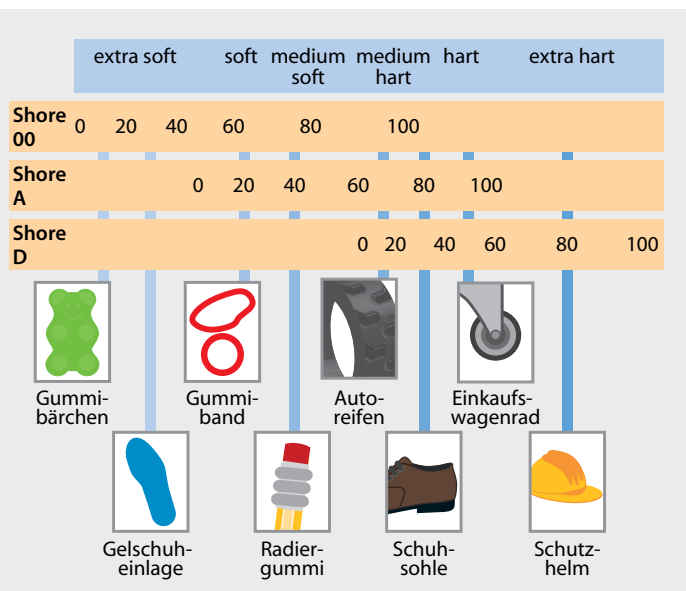 extra soft soft medium medium hart extra hart
soft hart
Shore 00 0 20 40 60 80 100
Shore A 0 20 40 60 80 100
Shore D 0 20 40 60 80 100
Gummi-
bärchen
Gummi-
band
Auto-
reifen
Einkaufs-
wagenrad
Gelschuh-
einlage
Radier-
gummi
Schuh-
sohle
Schutz-
helm